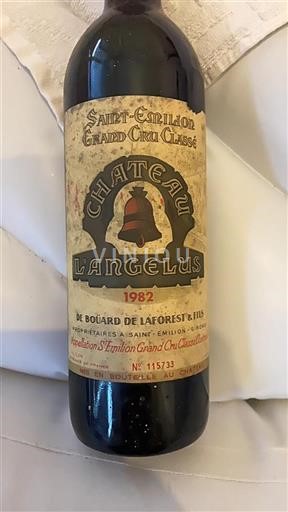 SAINT-EMILION
GRAND CRU CLASSÉ
CHATEAU
L'ANGELUS
VINICU
1982
DE BOÜARD DE LAFOREST & FILS
PROPRIÉTAIRES A SAINT-EMILION-GIRONDE
Appellation St Emilion Grand Cru Classé
No 115733
MIS EN BOUTEILLE AU CHATEAU